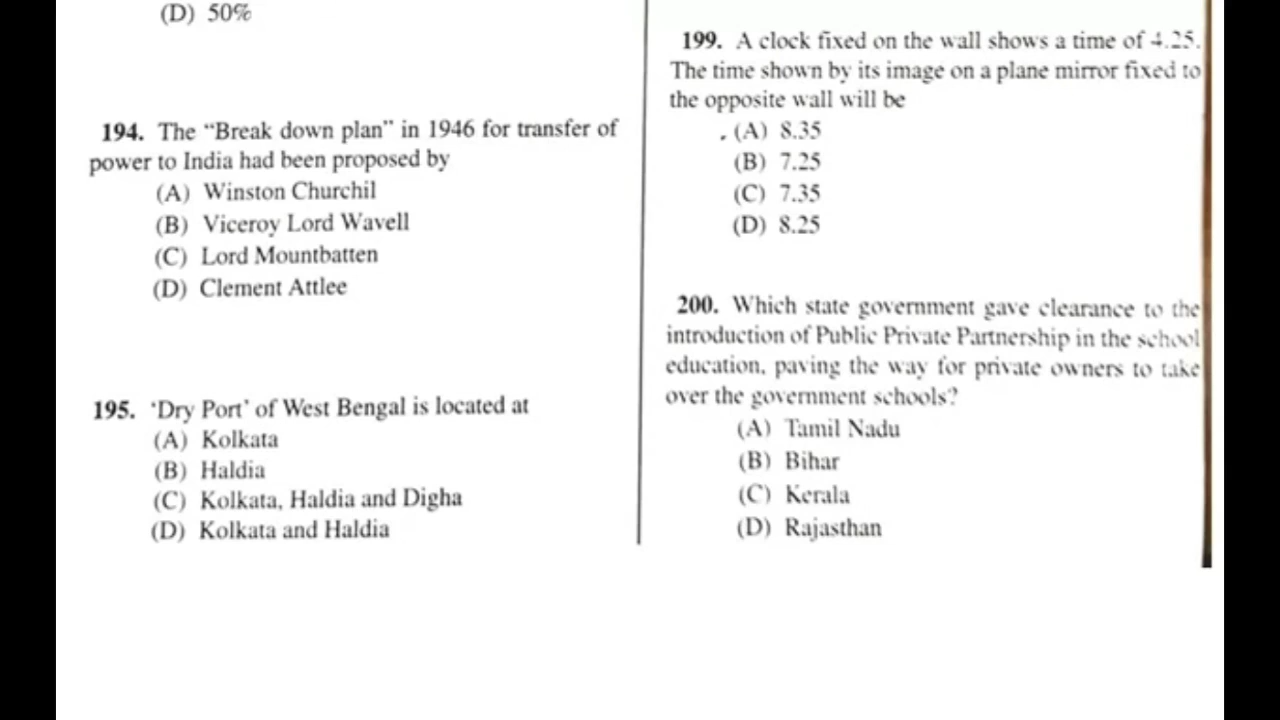 (D) 50%
194. The “Break down plan” in 1946 for transfer of
power to India had been proposed by
(A) Winston Churchil
(B) Viceroy Lord Wavell
(C) Lord Mountbatten
(D) Clement Attlee
195. ‘Dry Port’ of West Bengal is located at
(A) Kolkata
(B) Haldia
(C) Kolkata, Haldia and Digha
(D) Kolkata and Haldia
199. A clock fixed on the wall shows a time of 4.25.
The time shown by its image on a plane mirror fixed to
the opposite wall will be
(A) 8.35
(B) 7.25
(C) 7.35
(D) 8.25
200. Which state government gave clearance to the
introduction of Public Private Partnership in the school
education, paving the way for private owners to take
over the government schools?
(A) Tamil Nadu
(B) Bihar
(C) Kerala
(D) Rajasthan